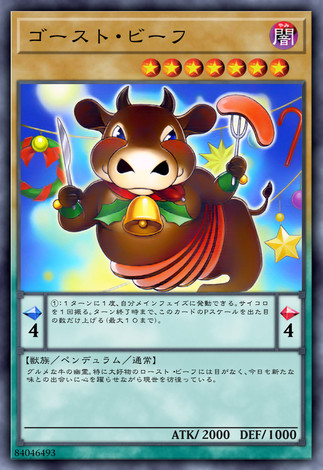 ゴースト・ビーフ
やみ
闇
①：１ターンに１度、自分メインフェイズに発動できる。サイコロ
を１回振る。ターン終了時まで、このカードのPスケールを出た目
の数だけ上げる（最大１０まで）。
4
4
【獣族／ペンデュラム／通常】
グルメな牛の幽霊。特に大好物のロースト・ビーフには目がなく、今日も新たな
味との出会いに心を躍らせながら現世を彷徨っている。
ATK/ 2000 DEF/1000
84046493